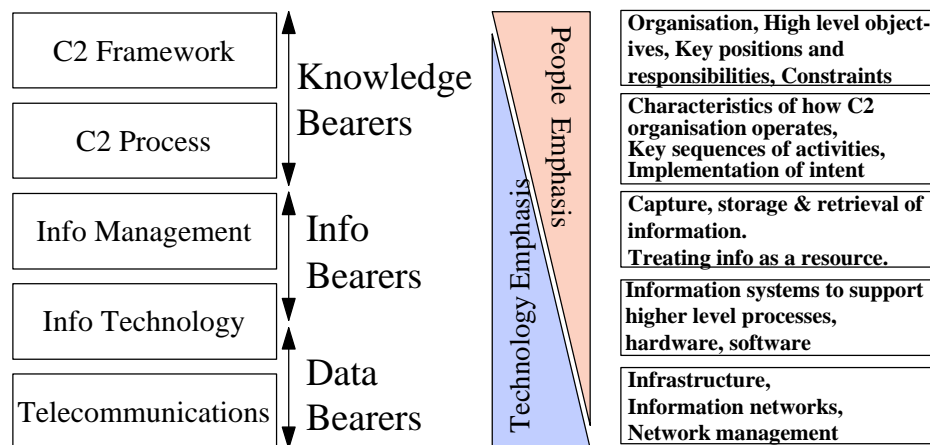 C2 Framework
C2 Process
Info Management
Info Technology
Telecommunications
Knowledge
Bearers
Info
Bearers
Data
Bearers
People Emphasis
Technology Emphasis
Organisation, High level object-
ives, Key positions and
responsibilities, Constraints
Characteristics of how C2
organisation operates,
Key sequences of activities,
Implementation of intent
Capture, storage & retrieval of
information.
Treating info as a resource.
Information systems to support
higher level processes,
hardware, software
Infrastructure,
Information networks,
Network management